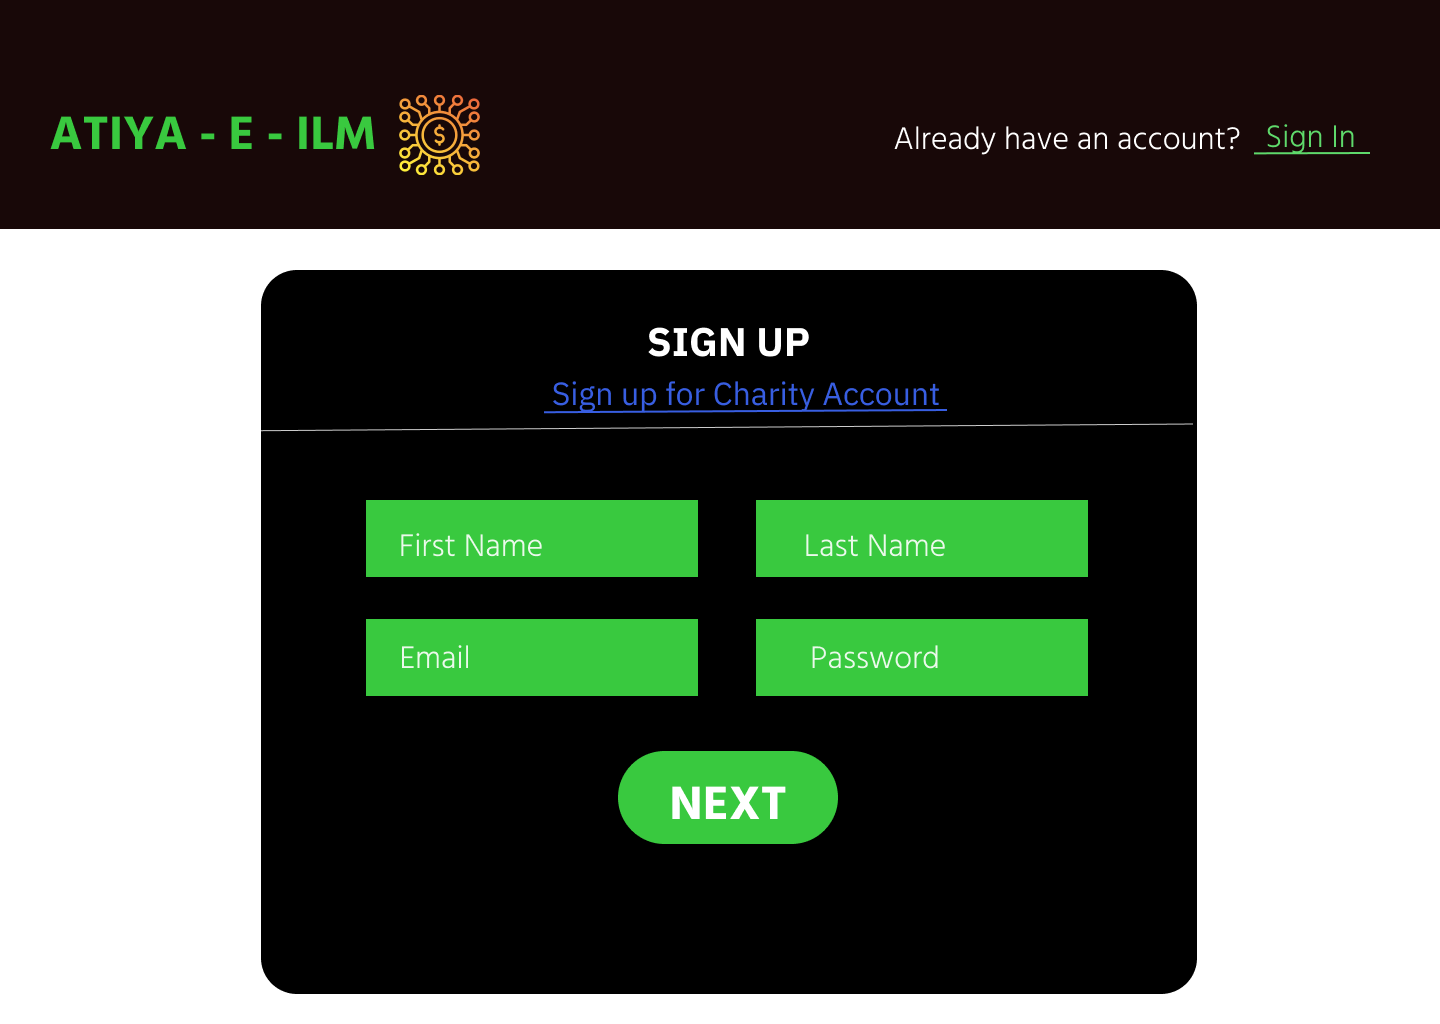 ATIYA - E - ILM
$
Already have an account? Sign In
SIGN UP
Sign up for Charity Account
First Name
Last Name
Email
Password
NEXT